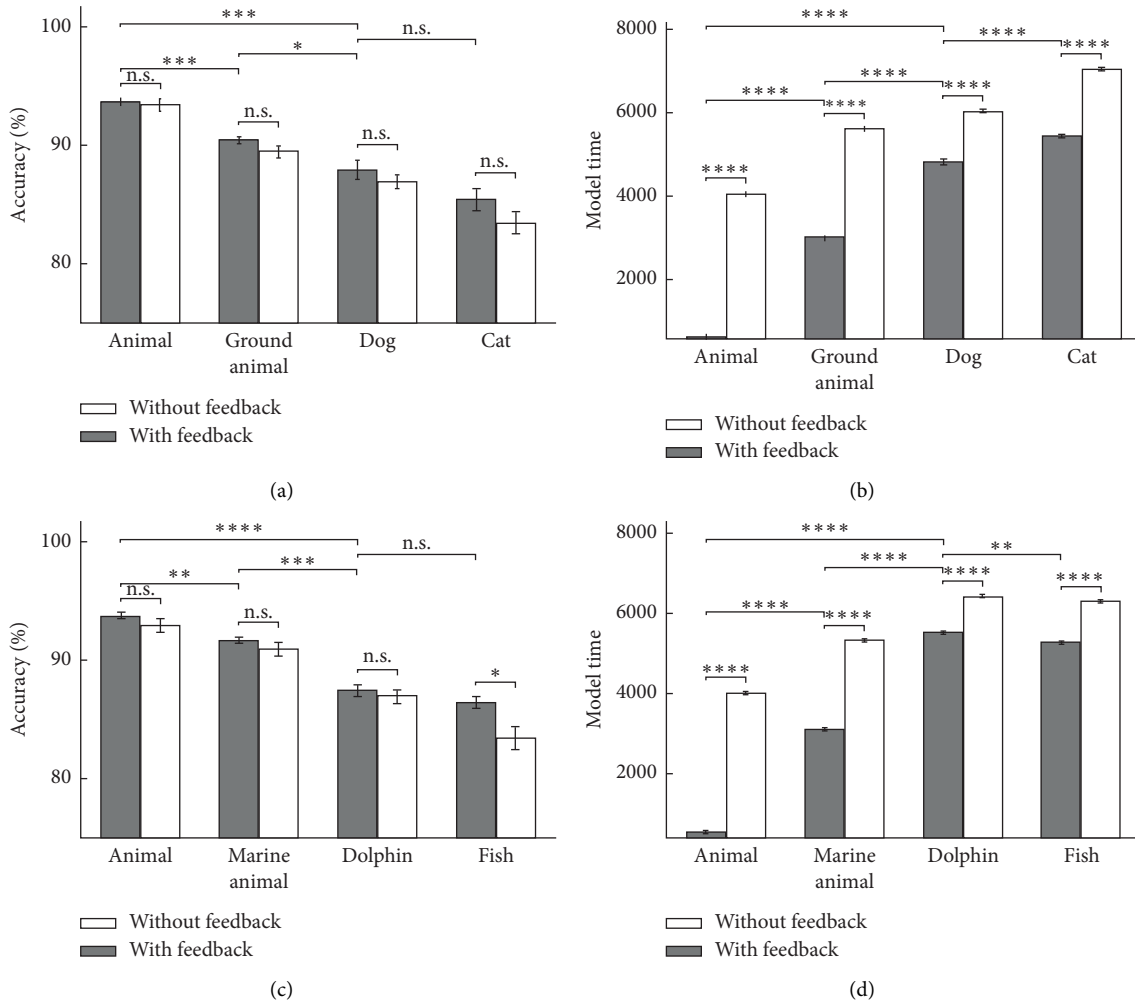 100
90
80
Accuracy (%)
***
n.s.
*
***
n.s.
n.s.
n.s.
n.s.
Animal
Ground
animal
Dog
Cat
Without feedback
With feedback
(a)
8000
6000
4000
2000
Model time
****
****
****
****
****
****
****
****
Animal
Ground
animal
Dog
Cat
Without feedback
With feedback
(b)
100
90
80
Accuracy (%)
****
n.s.
***
**
n.s.
n.s.
n.s.
*
Animal
Marine
animal
Dolphin
Fish
Without feedback
With feedback
(c)
8000
6000
4000
2000
Model time
****
**
****
****
****
****
****
****
Animal
Marine
animal
Dolphin
Fish
Without feedback
With feedback
(d)